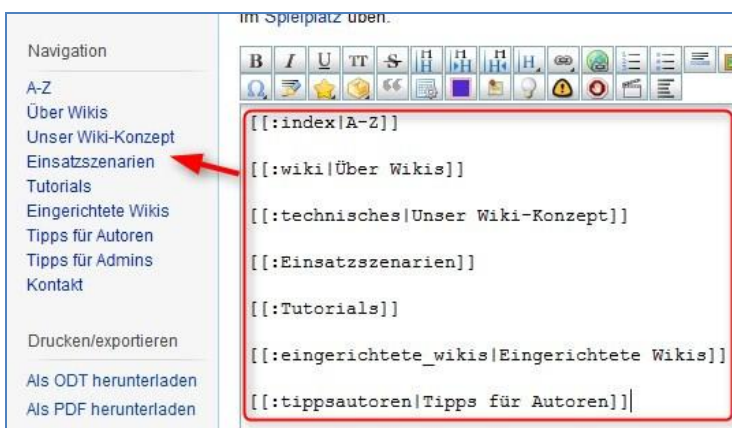 im Spielplatz üben.
Navigation
A-Z
Über Wikis
Unser Wiki-Konzept
Einsatzszenarien
Tutorials
Eingerichtete Wikis
Tipps für Autoren
Tipps für Admins
Kontakt
Drucken/exportieren
Als ODT herunterladen
Als PDF herunterladen
B I U TT S H H H H
Ω
[[:index|A-Z]]
[[:wiki|Über Wikis]]
[[:technisches|Unser Wiki-Konzept]]
[[:Einsatzszenarien]]
[[:Tutorials]]
[[:eingerichtete_wikis|Eingerichtete Wikis]]
[[:tippsautoren|Tipps für Autoren]]